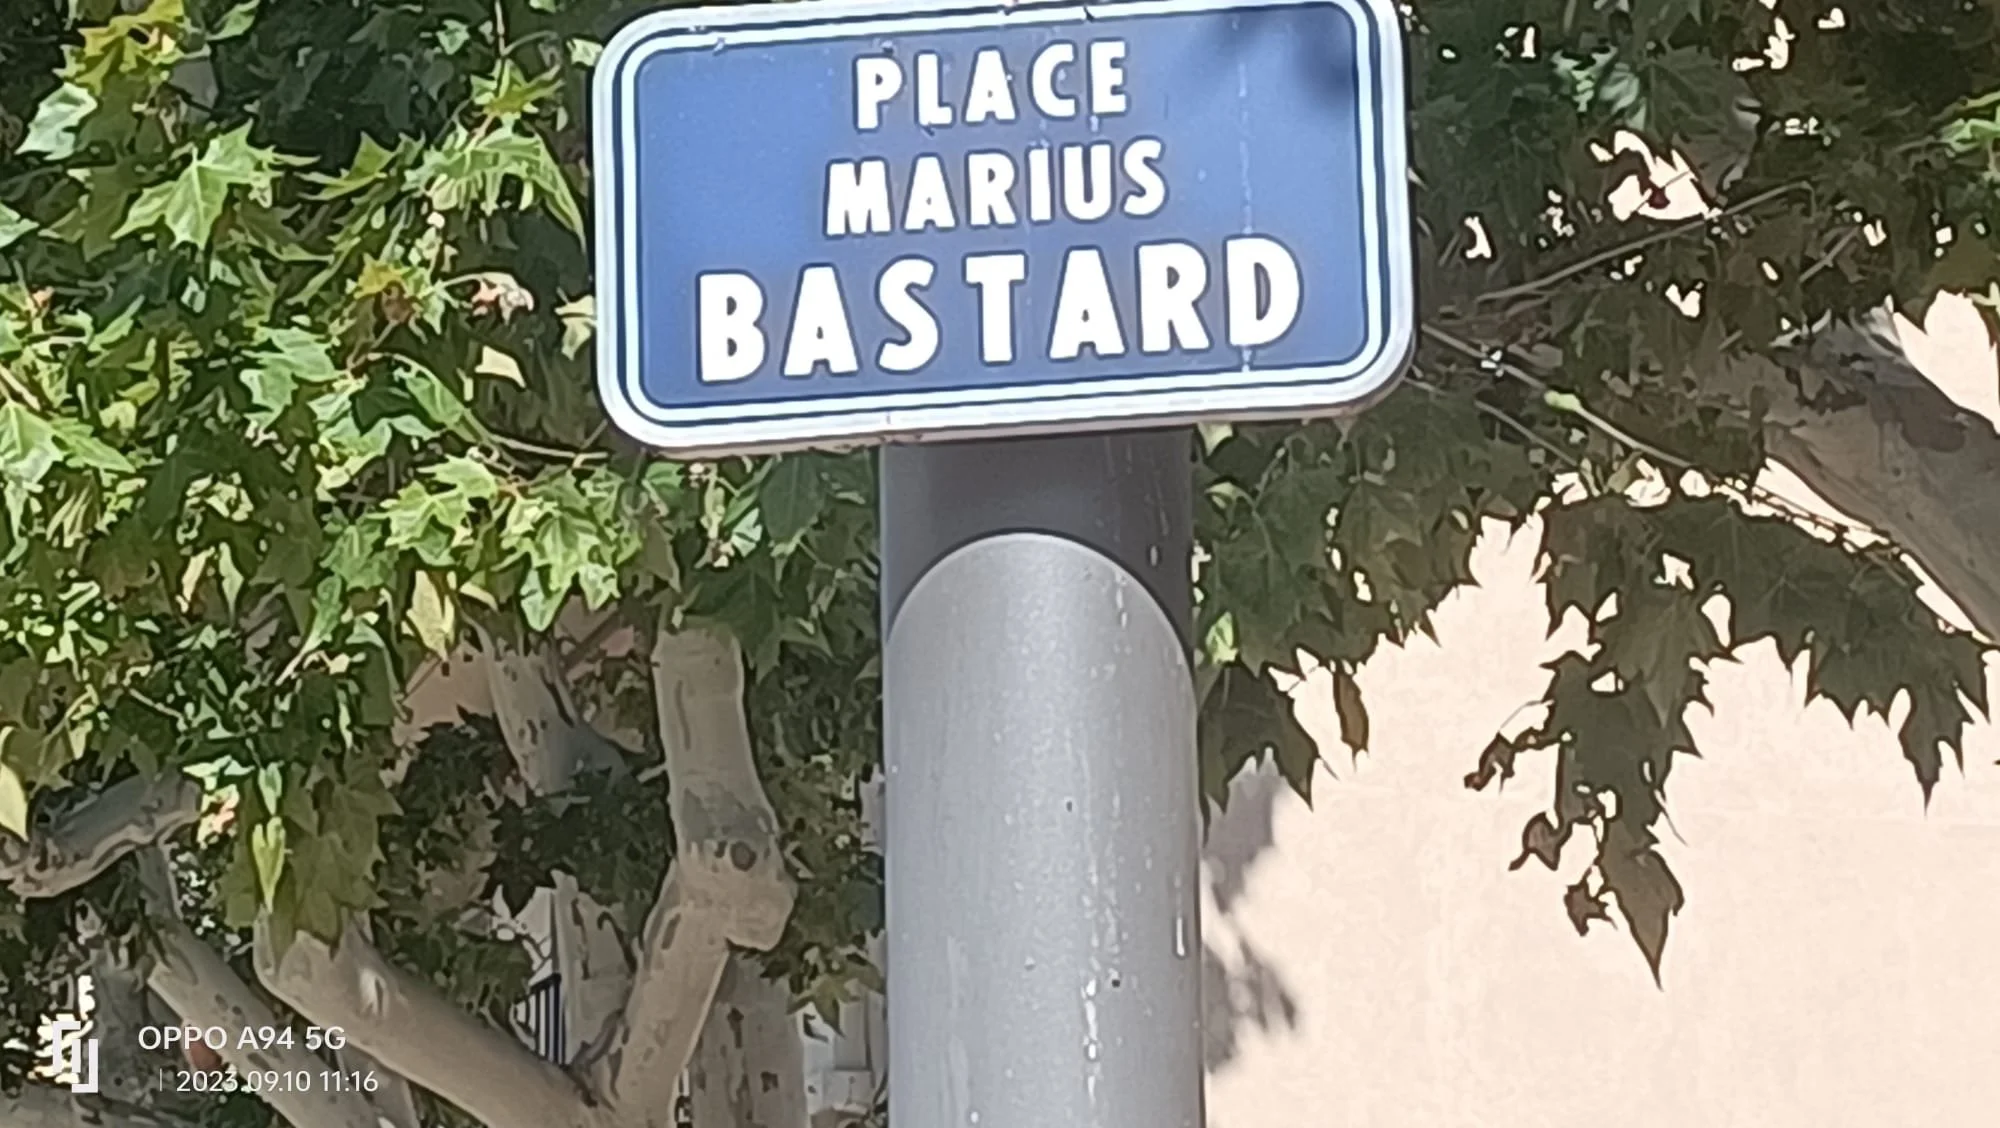 PLACE
MARIUS
BASTARD
OPPO A94 5G
2023.09.10 11:16